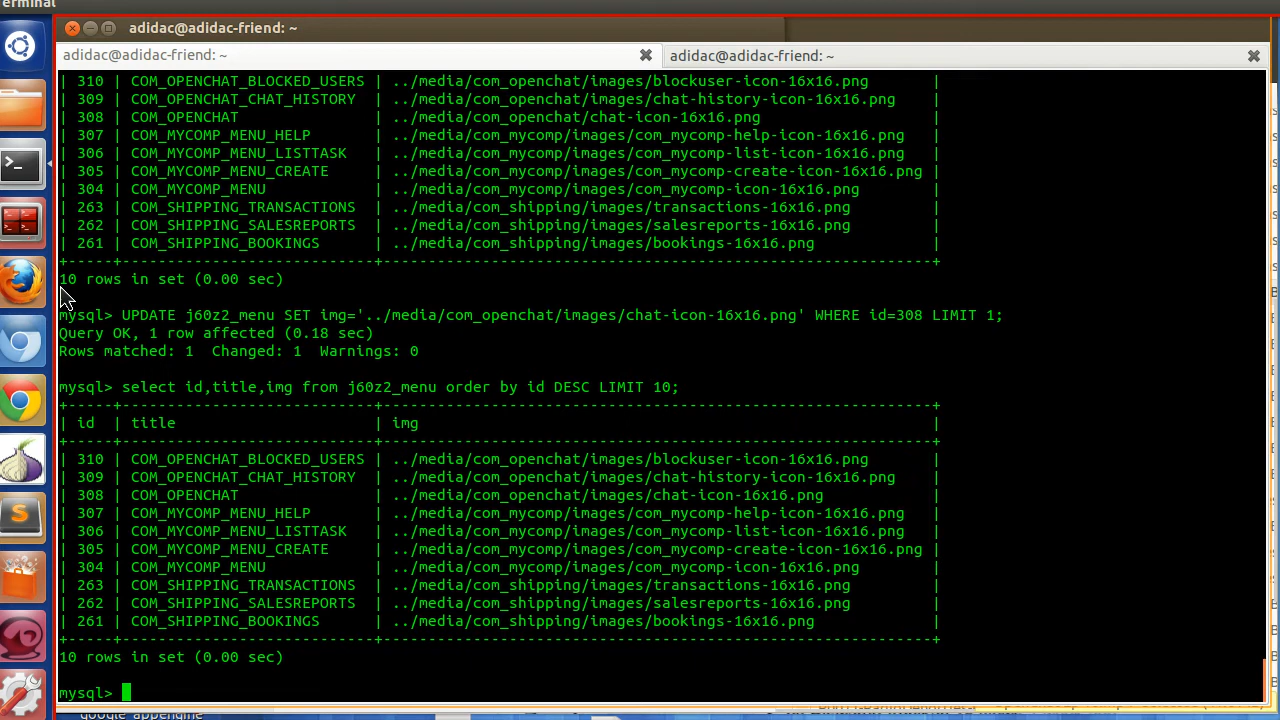 erminal
adidac@adidac-friend: ~
adidac@adidac-friend: ~
adidac@adidac-friend: ~
| 310 | COM_OPENCHAT_BLOCKED_USERS | ../media/com_openchat/images/blockuser-icon-16x16.png |
| 309 | COM_OPENCHAT_CHAT_HISTORY | ../media/com_openchat/images/chat-history-icon-16x16.png |
| 308 | COM_OPENCHAT | ../media/com_openchat/chat-icon-16x16.png |
| 307 | COM_MYCOMP_MENU_HELP | ../media/com_mycomp/images/com_mycomp-help-icon-16x16.png |
| 306 | COM_MYCOMP_MENU_LISTTASK | ../media/com_mycomp/images/com_mycomp-list-icon-16x16.png |
| 305 | COM_MYCOMP_MENU_CREATE | ../media/com_mycomp/images/com_mycomp-create-icon-16x16.png |
| 304 | COM_MYCOMP_MENU | ../media/com_mycomp/images/com_mycomp-icon-16x16.png |
| 263 | COM_SHIPPING_TRANSACTIONS | ../media/com_shipping/images/transactions-16x16.png |
| 262 | COM_SHIPPING_SALESREPORTS | ../media/com_shipping/images/salesreports-16x16.png |
| 261 | COM_SHIPPING_BOOKINGS | ../media/com_shipping/images/bookings-16x16.png |
+-----+----------------------------+-------------------------------------------------------------+
10 rows in set (0.00 sec)
mysql> UPDATE j60z2_menu SET img='../media/com_openchat/images/chat-icon-16x16.png' WHERE id=308 LIMIT 1;
Query OK, 1 row affected (0.18 sec)
Rows matched: 1  Changed: 1  Warnings: 0
mysql> select id,title,img from j60z2_menu order by id DESC LIMIT 10;
+-----+----------------------------+-------------------------------------------------------------+
| id | title | img |
+-----+----------------------------+-------------------------------------------------------------+
| 310 | COM_OPENCHAT_BLOCKED_USERS | ../media/com_openchat/images/blockuser-icon-16x16.png |
| 309 | COM_OPENCHAT_CHAT_HISTORY | ../media/com_openchat/images/chat-history-icon-16x16.png |
| 308 | COM_OPENCHAT | ../media/com_openchat/images/chat-icon-16x16.png |
| 307 | COM_MYCOMP_MENU_HELP | ../media/com_mycomp/images/com_mycomp-help-icon-16x16.png |
| 306 | COM_MYCOMP_MENU_LISTTASK | ../media/com_mycomp/images/com_mycomp-list-icon-16x16.png |
| 305 | COM_MYCOMP_MENU_CREATE | ../media/com_mycomp/images/com_mycomp-create-icon-16x16.png |
| 304 | COM_MYCOMP_MENU | ../media/com_mycomp/images/com_mycomp-icon-16x16.png |
| 263 | COM_SHIPPING_TRANSACTIONS | ../media/com_shipping/images/transactions-16x16.png |
| 262 | COM_SHIPPING_SALESREPORTS | ../media/com_shipping/images/salesreports-16x16.png |
| 261 | COM_SHIPPING_BOOKINGS | ../media/com_shipping/images/bookings-16x16.png |
+-----+----------------------------+-------------------------------------------------------------+
10 rows in set (0.00 sec)
mysql>
google appengine